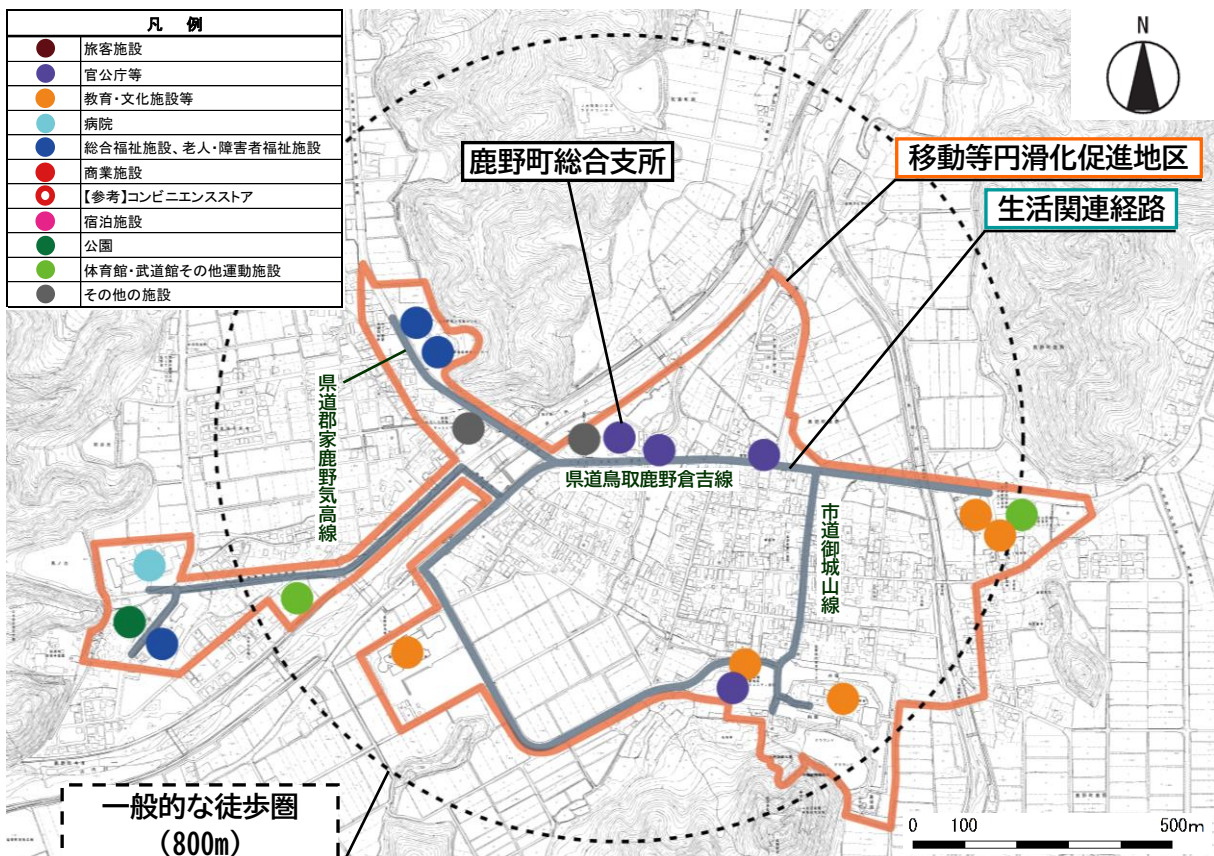 凡 例
旅客施設
官公庁等
教育・文化施設等
病院
総合福祉施設、老人・障害者福祉施設
商業施設
【参考】コンビニエンスストア
宿泊施設
公園
体育館・武道館その他運動施設
その他の施設
N
鹿野町総合支所
移動等円滑化促進地区
生活関連経路
県道郡家鹿野気高線
県道鳥取鹿野倉吉線
市道御城山線
一般的な徒歩圏
（800m）
0 100 500m